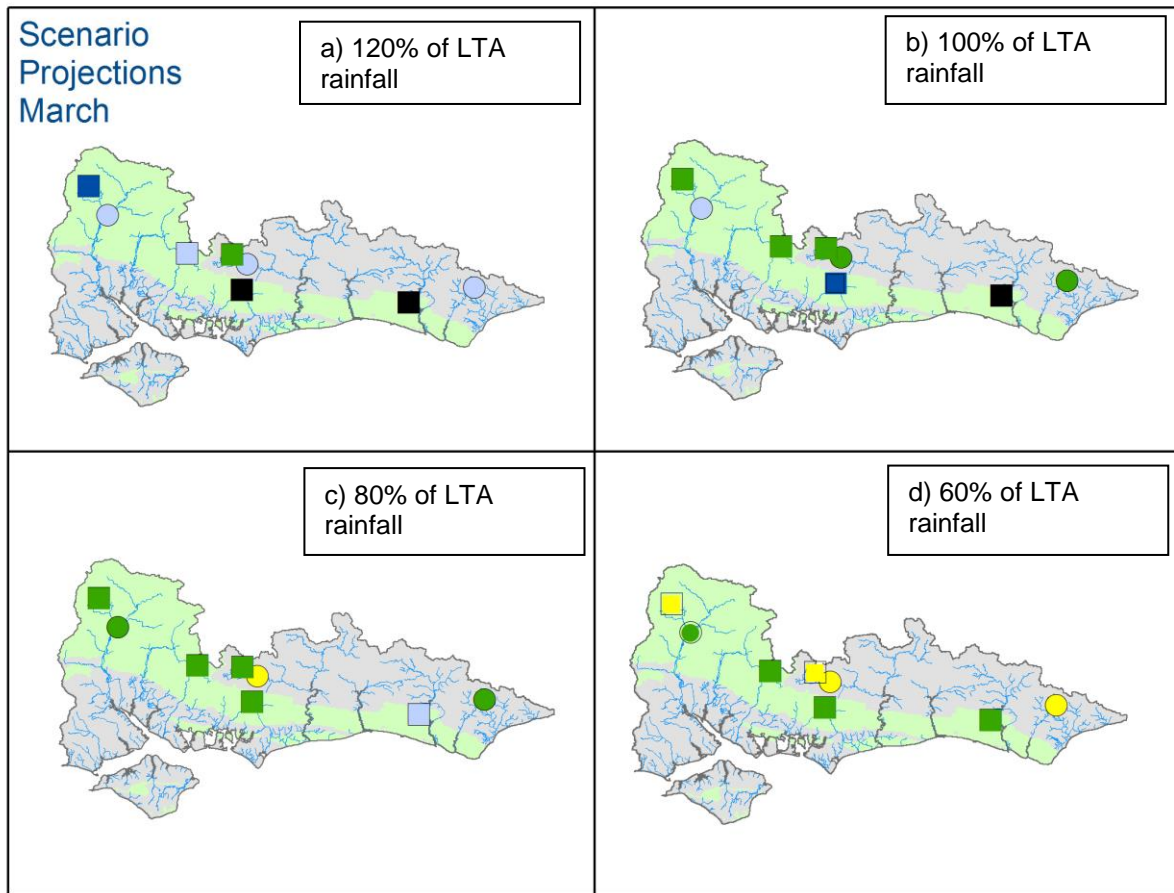 Scenario
Projections
March
a) 120% of LTA
rainfall
b) 100% of LTA
rainfall
c) 80% of LTA
rainfall
d) 60% of LTA
rainfall